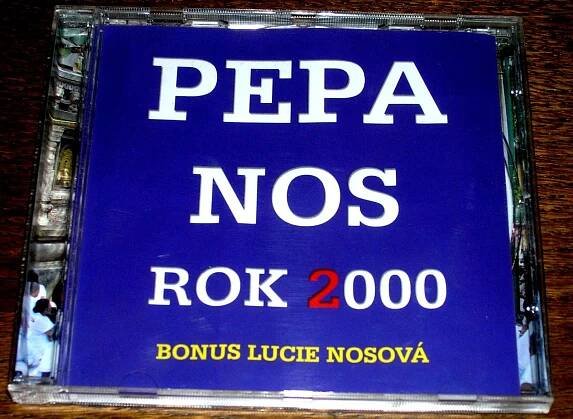 PEPA
NOS
ROK 2000
BONUS LUCIE NOSOVÁ